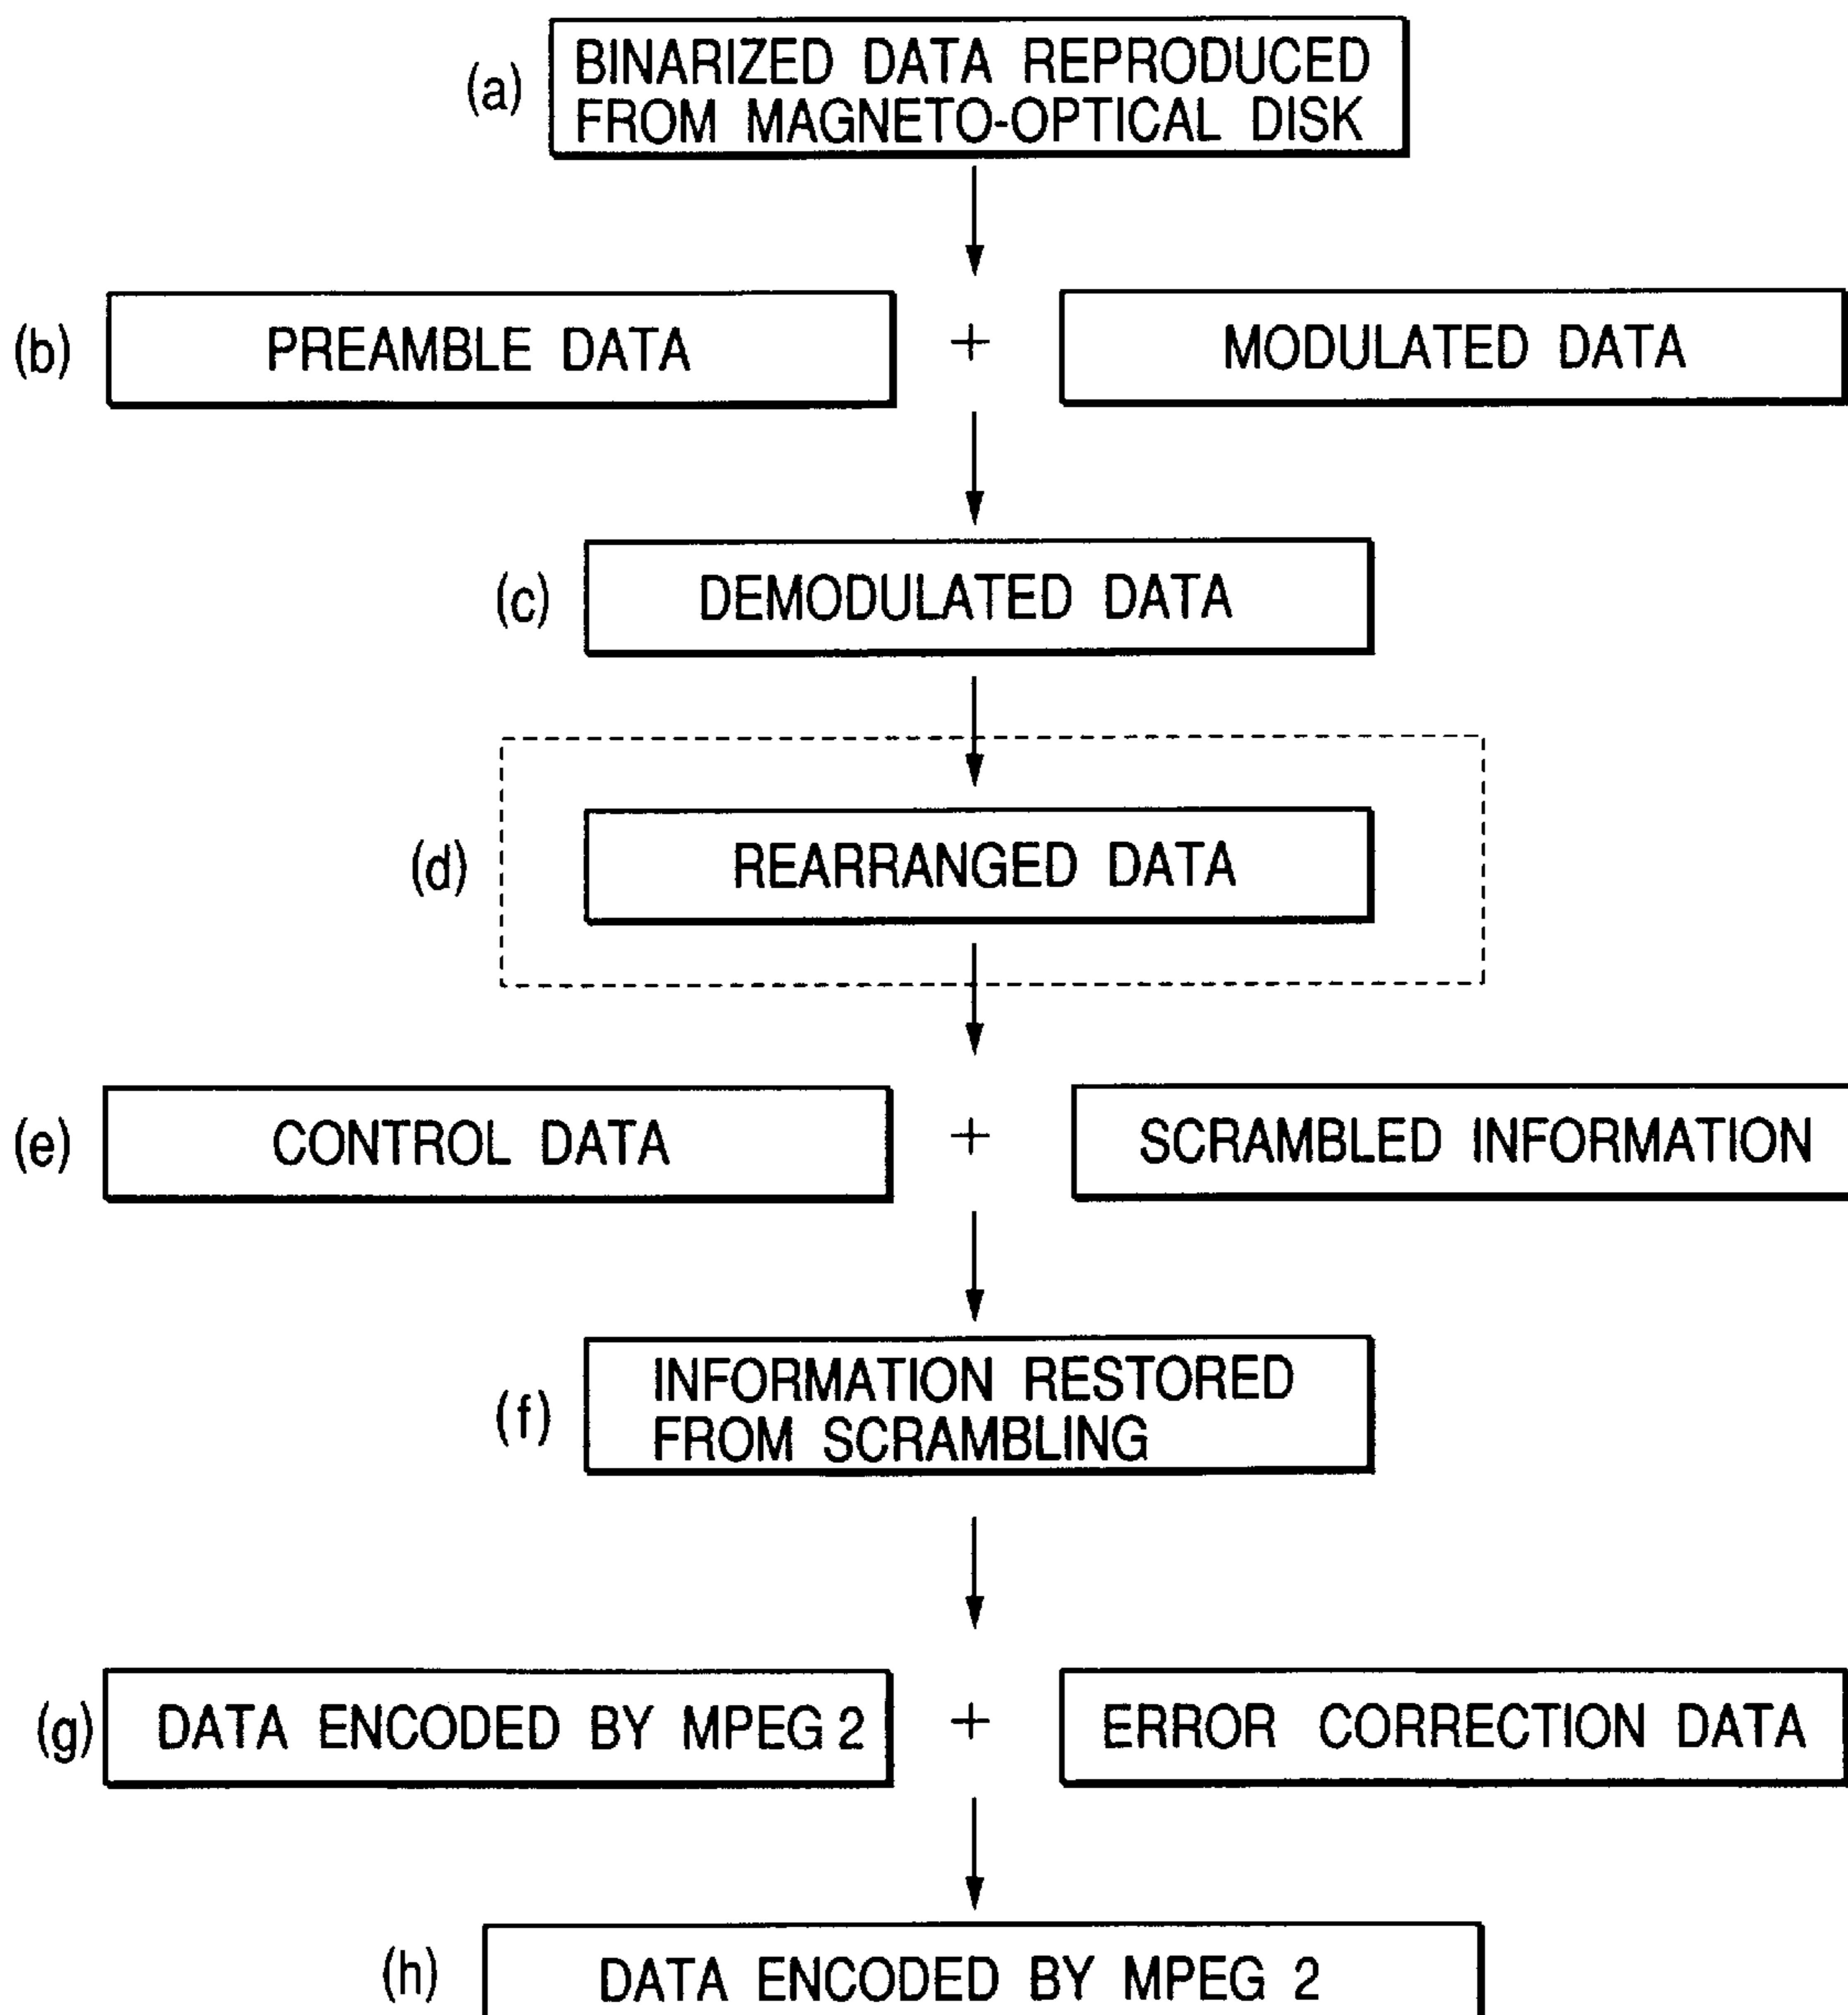 (a) BINARIZED DATA REPRODUCED
FROM MAGNETO-OPTICAL DISK
(b) PREAMBLE DATA + MODULATED DATA
(c) DEMODULATED DATA
(d) REARRANGED DATA
(e) CONTROL DATA + SCRAMBLED INFORMATION
(f) INFORMATION RESTORED
FROM SCRAMBLING
(g) DATA ENCODED BY MPEG 2 + ERROR CORRECTION DATA
(h) DATA ENCODED BY MPEG 2